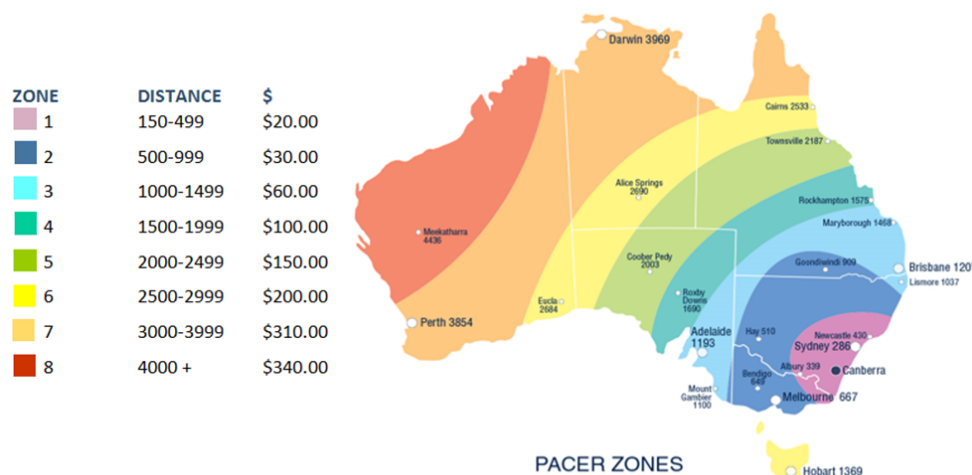 ZONE DISTANCE $
1 150-499 $20.00
2 500-999 $30.00
3 1000-1499 $60.00
4 1500-1999 $100.00
5 2000-2499 $150.00
6 2500-2999 $200.00
7 3000-3999 $310.00
8 4000 + $340.00
Darwin 3969
Cairns 2533
Townsville 2187
Alice Springs
2690
Rockhampton 1575
Maryborough 1468
Meekatharra
4436
Coober Pedy
2003
Goondiwindi 909
Brisbane 120
Lismore 1037
Eucla
2684
Roxby
Downs
1690
Perth 3854
Adelaide
1193
Hay 510
Newcastle 430
Sydney 286
Albury 339
Canberra
Bendigo
649
Mount
Gambier
1100
Melbourne 667
PACER ZONES
Hobart 1369